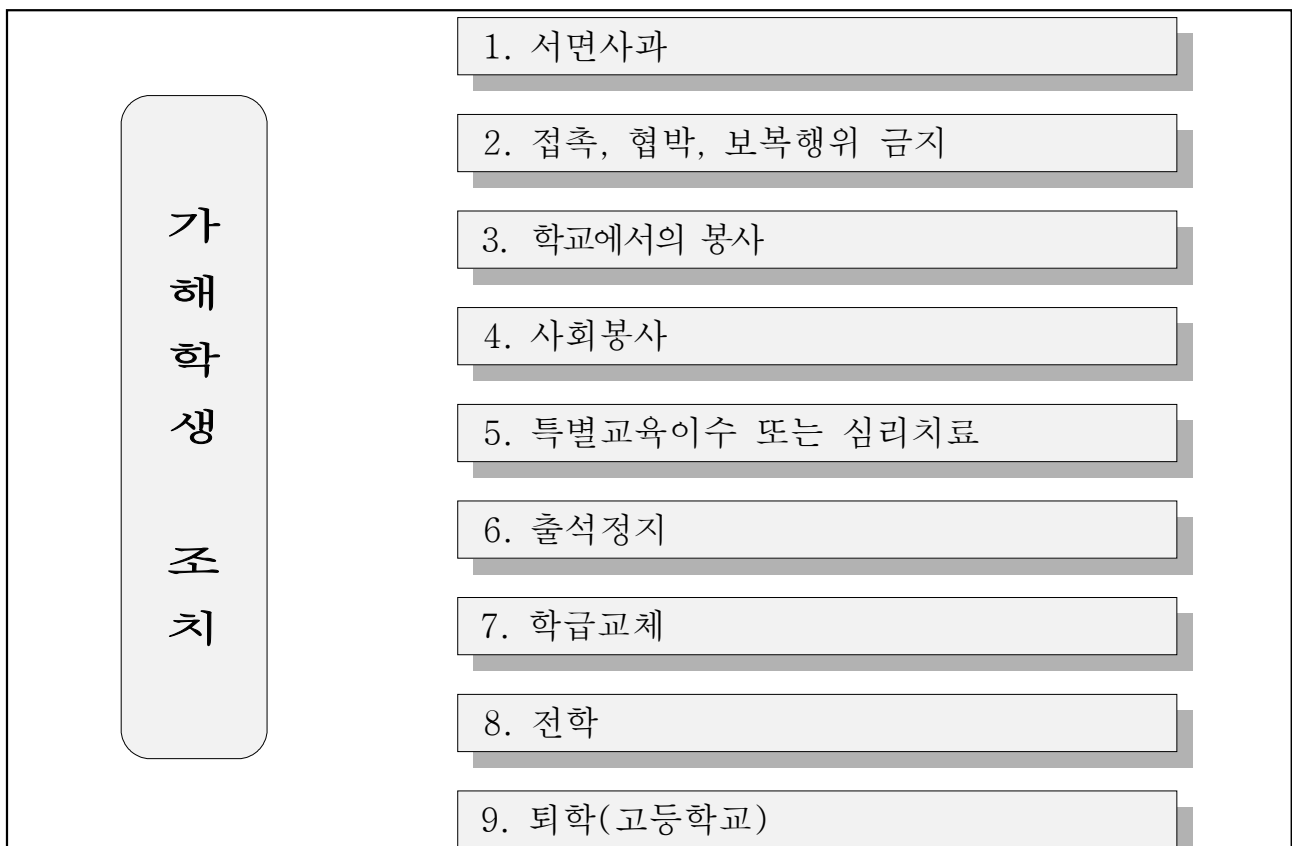 가해학생 조치
1. 서면사과
2. 접촉, 협박, 보복행위 금지
3. 학교에서의 봉사
4. 사회봉사
5. 특별교육이수 또는 심리치료
6. 출석정지
7. 학급교체
8. 전학
9. 퇴학(고등학교)